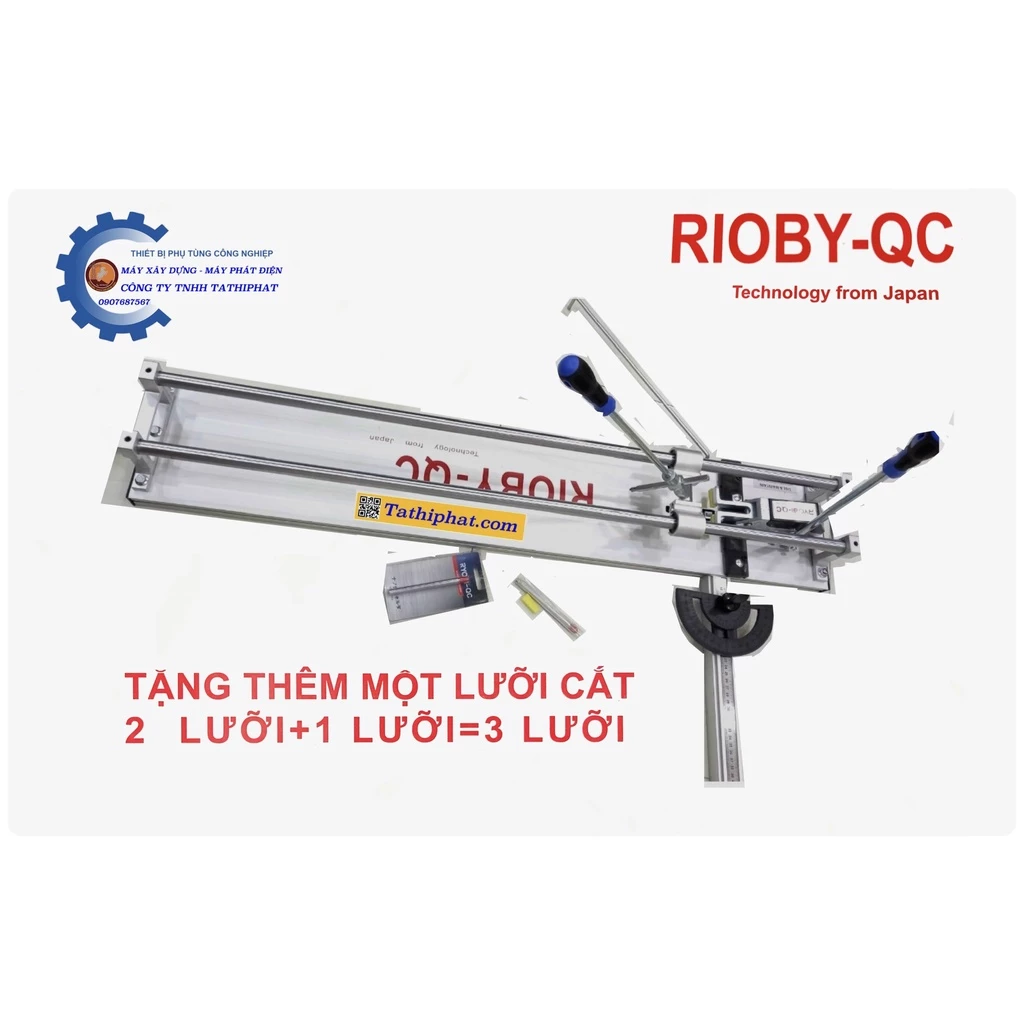 THIẾT BỊ PHỤ TÙNG CÔNG NGHIỆP
MÁY XÂY DỰNG - MÁY PHÁT ĐIỆN
CÔNG TY TNHH TATHIPHAT
0907687567
RIOBY-QC
Technology from Japan
Technology from Japan
RIOBY-QC
Tathiphat.com
TẶNG THÊM MỘT LƯỠI CẮT
2 LƯỠI+1 LƯỠI=3 LƯỠI